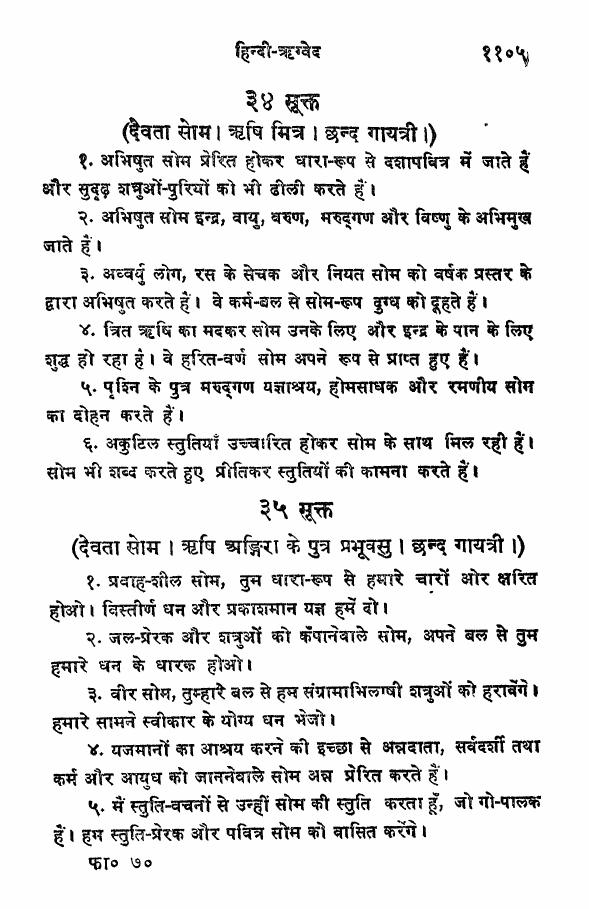 हिन्दी-ऋग्वेद ११०५
३४ सूक्त
(दैवता सोम। ऋषि मित्र। छन्द गायत्री।)
१. अभिषुत सोम प्रेरित होकर धारा-रूप से दशापवित्र में जाते हैं
और सुदृढ़ शत्रुओं-पुरियों को भी ढीली करते हैं।
२. अभिषुत सोम इन्द्र, वायु, वरुण, मरुद्गण और विष्णु के अभिमुख
जाते हैं।
३. अव्वर्यु लोग, रस के सेचक और नियत सोम को वर्षक प्रस्तर के
द्वारा अभिषुत करते हैं। वे कर्म-बल से सोम-रूप दुग्ध को दूहते हैं।
४. त्रित ऋषि का मदकर सोम उनके लिए और इन्द्र के पान के लिए
शुद्ध हो रहा है। वे हरित-वर्ण सोम अपने रूप से प्राप्त हुए हैं।
५. पृश्नि के पुत्र मरुद्गण यज्ञाश्रय, होमसाधक और रमणीय सोम
का दोहन करते हैं।
६. अकुटिल स्तुतियाँ उच्चारित होकर सोम के साथ मिल रही हैं।
सोम भी शब्द करते हुए प्रीतिकर स्तुतियों की कामना करते हैं।
३५ सूक्त
(देवता सोम। ऋषि अङ्गिरा के पुत्र प्रभूवसु। छन्द गायत्री।)
१. प्रवाह-शील सोम, तुम धारा-रूप से हमारे चारों ओर क्षरित
होओ। विस्तीर्ण धन और प्रकाशमान यज्ञ हमें दो।
२. जल-प्रेरक और शत्रुओं को कँपानेवाले सोम, अपने बल से तुम
हमारे धन के धारक होओ।
३. वीर सोम, तुम्हारे बल से हम संग्रामाभिलाषी शत्रुओं को हरावेंगे।
हमारे सामने स्वीकार के योग्य धन भेजो।
४. यजमानों का आश्रय करने की इच्छा से अन्नदाता, सर्वदर्शी तथा
कर्म और आयुध को जाननेवाले सोम अन्न प्रेरित करते हैं।
५. मैं स्तुति-वचनों से उन्हीं सोम की स्तुति करता हूँ, जो गो-पालक
हैं। हम स्तुति-प्रेरक और पवित्र सोम को वासित करेंगे।
फा० ७०